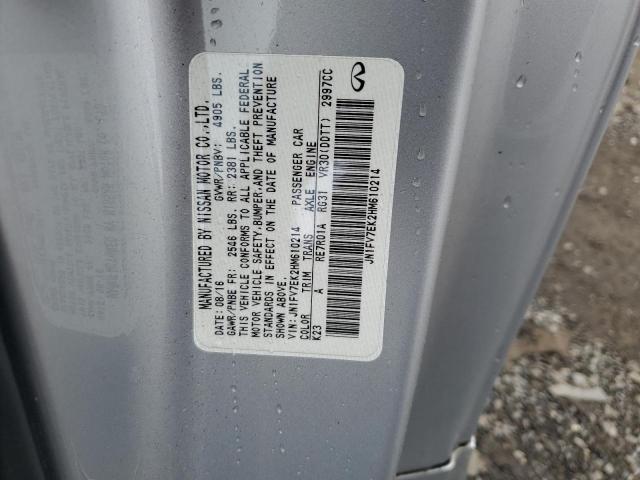 MANUFACTURED BY NISSAN MOTOR CO.,LTD.
DATE: 08/16 GVWR/PNBV: 4905 LBS.
GAWR/PNBE FR: 2546 LBS. RR: 2381 LBS.
THIS VEHICLE CONFORMS TO ALL APPLICABLE FEDERAL
MOTOR VEHICLE SAFETY,BUMPER,AND THEFT PREVENTION
STANDARDS IN EFFECT ON THE DATE OF MANUFACTURE
SHOWN ABOVE.
VIN: JN1FV7EK2HM610214 PASSENGER CAR
COLOR TRIM TRANS AXLE ENGINE
K23 A RE7R01A RG31 VR30(DDTT) 2997CC
JN1FV7EK2HM610214